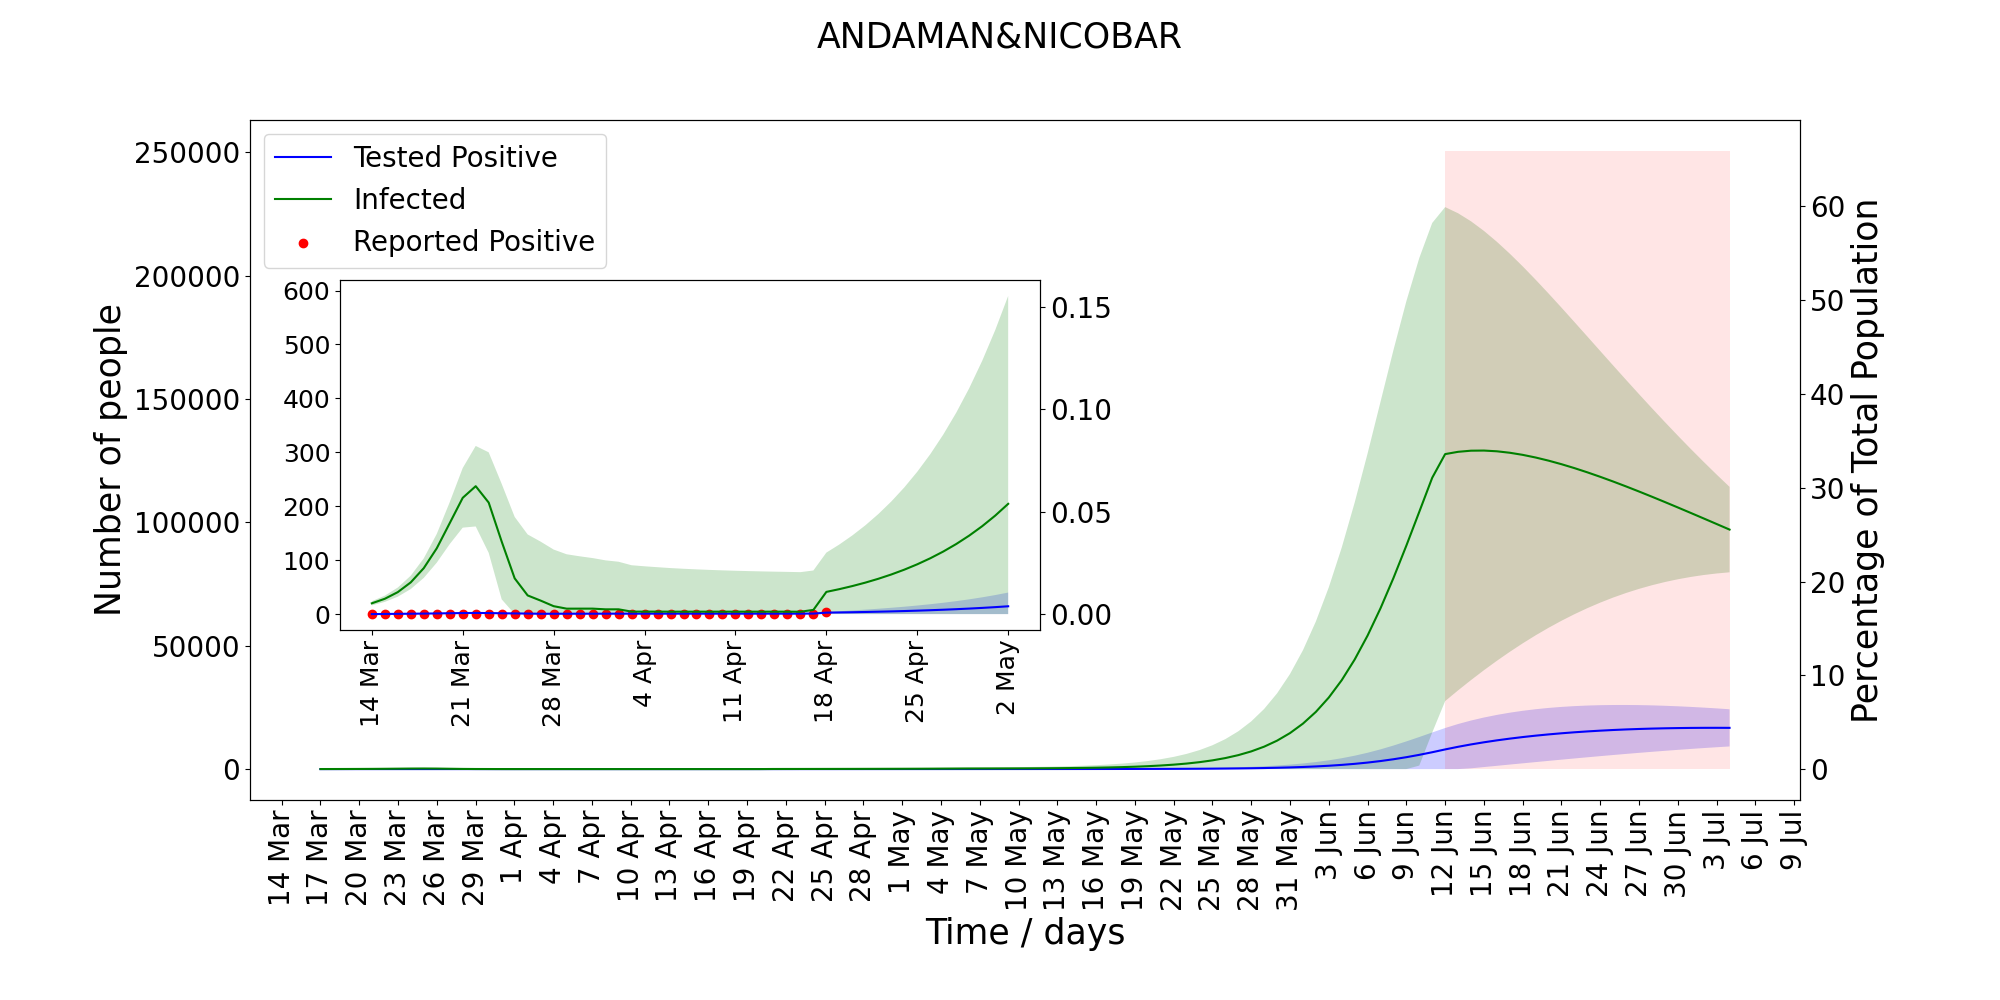 ANDAMAN&NICOBAR
Tested Positive
Infected
Reported Positive
Number of people
250000
200000
150000
100000
50000
0
Percentage of Total Population
60
50
40
30
20
10
0
600
500
400
300
200
100
0
0.15
0.10
0.05
0.00
14 Mar
21 Mar
28 Mar
4 Apr
11 Apr
18 Apr
25 Apr
2 May
14 Mar
17 Mar
20 Mar
23 Mar
26 Mar
29 Mar
1 Apr
4 Apr
7 Apr
10 Apr
13 Apr
16 Apr
19 Apr
22 Apr
25 Apr
28 Apr
1 May
4 May
7 May
10 May
13 May
16 May
19 May
22 May
25 May
28 May
31 May
3 Jun
6 Jun
9 Jun
12 Jun
15 Jun
18 Jun
21 Jun
24 Jun
27 Jun
30 Jun
3 Jul
6 Jul
9 Jul
Time / days